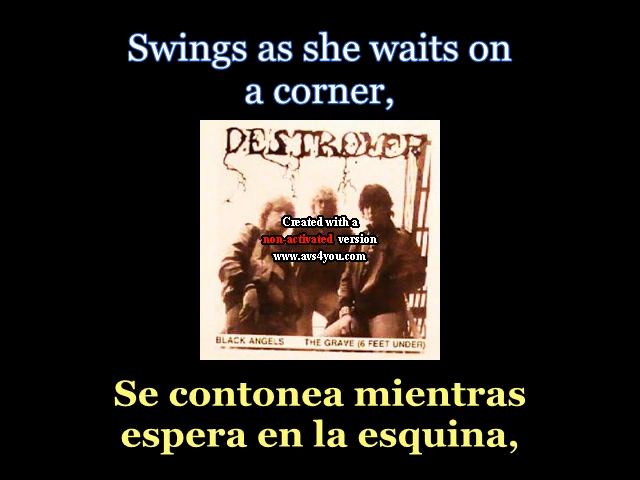 Swings as she waits on
a corner,
DESTROYER
Created with a
non-activated version
www.avs4you.com
BLACK ANGELS THE GRAVE (6 FEET UNDER)
Se contonea mientras
espera en la esquina,